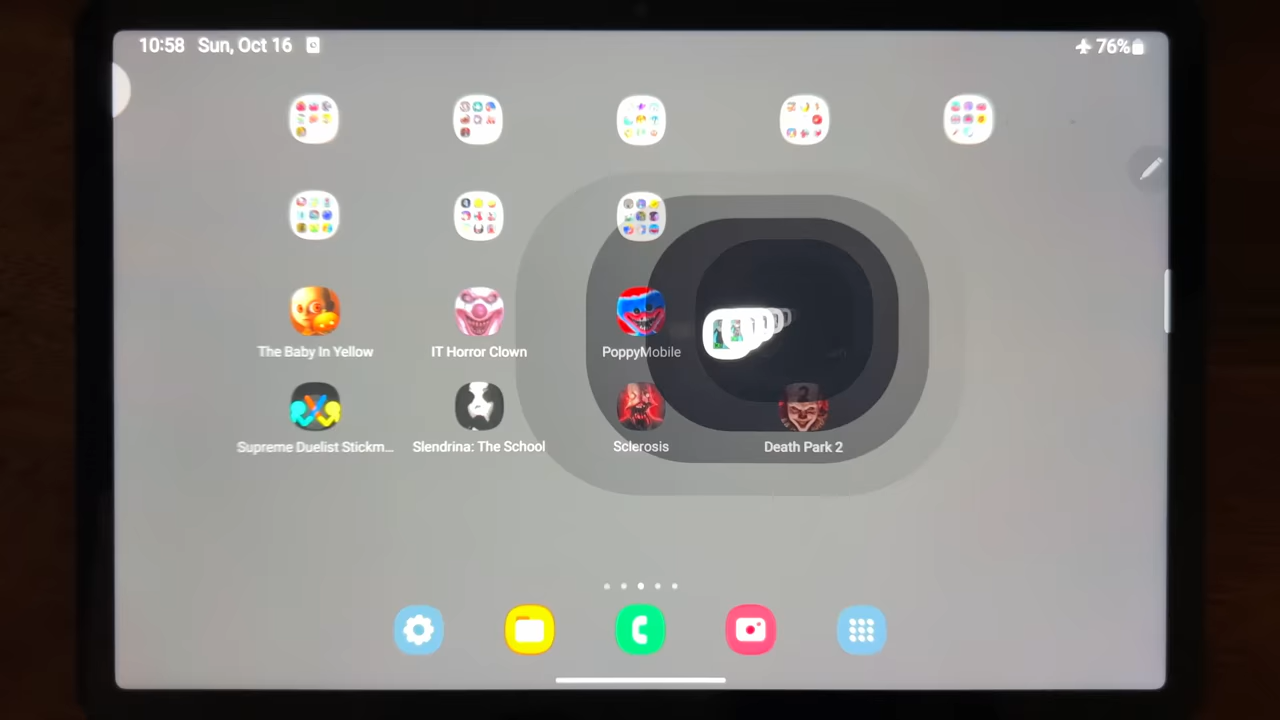 10:58 Sun, Oct 16
76%
The Baby In Yellow
IT Horror Clown
PoppyMobile
Supreme Duelist Stickm...
Slendrina: The School
Sclerosis
2
Death Park 2